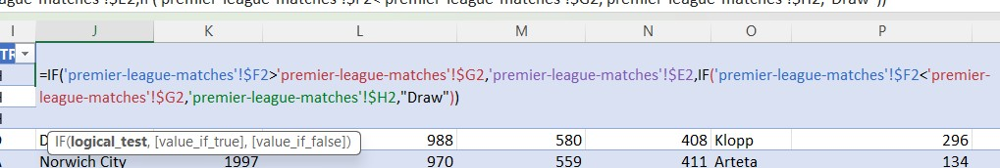 league-matches'!$E2,IF('premier-league-matches'!$F2<'premier-league-matches'!$G2,'premier-league-matches'!$H2,"Draw"))
I J K L M N O P
TR
=IF('premier-league-matches'!$F2>'premier-league-matches'!$G2,'premier-league-matches'!$E2,IF('premier-league-matches'!$F2<'premier-
league-matches'!$G2,'premier-league-matches'!$H2,"Draw"))
IF(logical_test, [value_if_true], [value_if_false])
D 988 580 408 Klopp 296
Norwich City 1997 970 559 411 Arteta 134